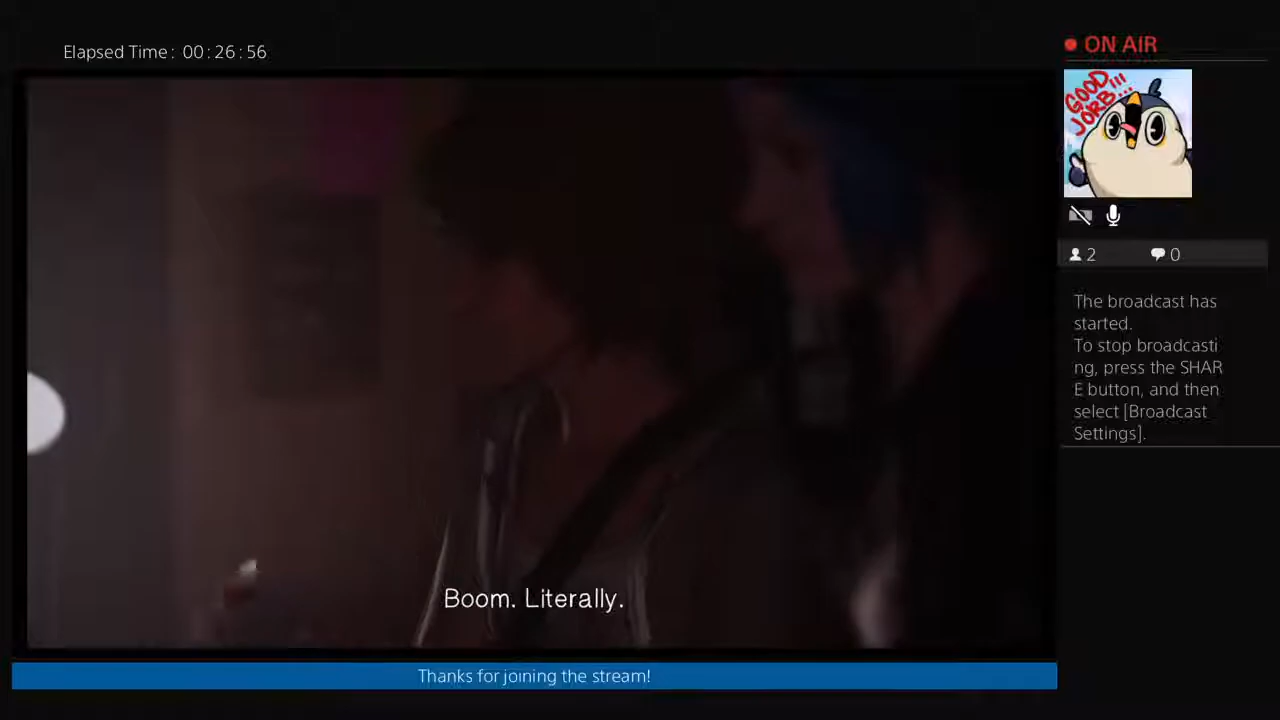 Elapsed Time: 00:26:56
ON AIR
GOOD
JORB!!!...
2
0
The broadcast has
started.
To stop broadcasti
ng, press the SHAR
E button, and then
select [Broadcast
Settings].
Boom. Literally.
Thanks for joining the stream!